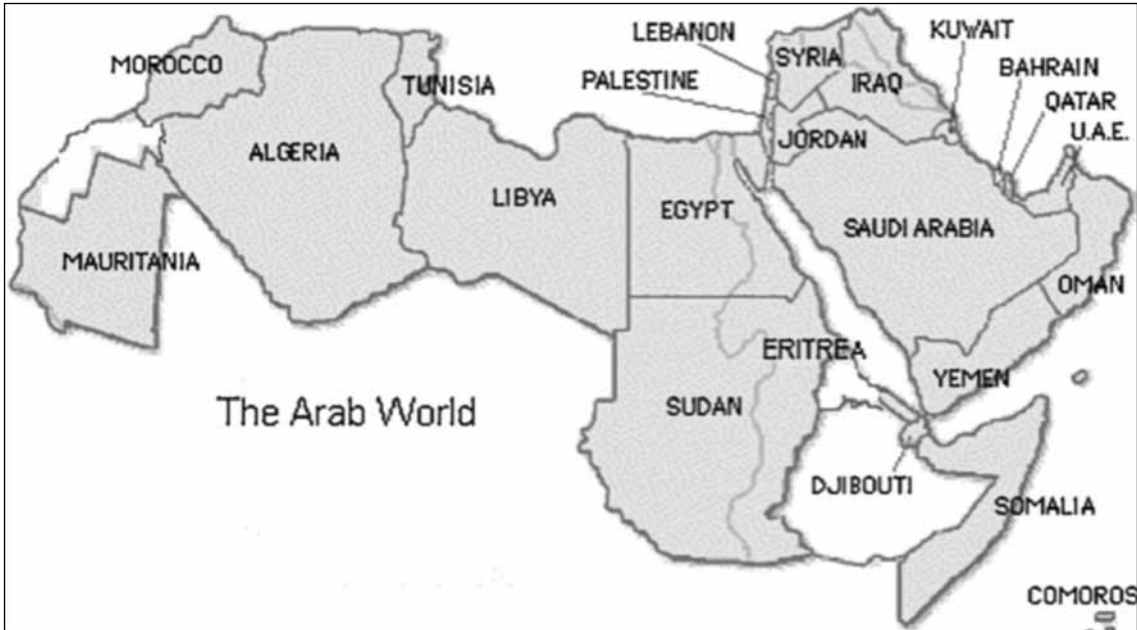 LEBANON
KUWAIT
MOROCCO
SYRIA
BAHRAIN
TUNISIA
PALESTINE
IRAQ
QATAR
U.A.E.
JORDAN
ALGERIA
LIBYA
EGYPT
SAUDI ARABIA
MAURITANIA
OMAN
ERITREA
YEMEN
The Arab World
SUDAN
DJIBOUTI
SOMALIA
COMOROS